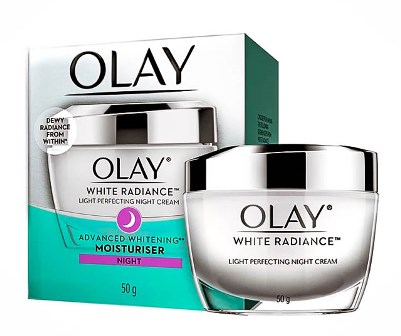 OLAY
DEWY
RADIANCE
FROM
WITHIN*
OLAY®
WHITE RADIANCE™
LIGHT PERFECTING NIGHT CREAM
ADVANCED WHITENING**
MOISTURISER
NIGHT
50 g
OLAY®
WHITE RADIANCE™
LIGHT PERFECTING NIGHT CREAM
50 g